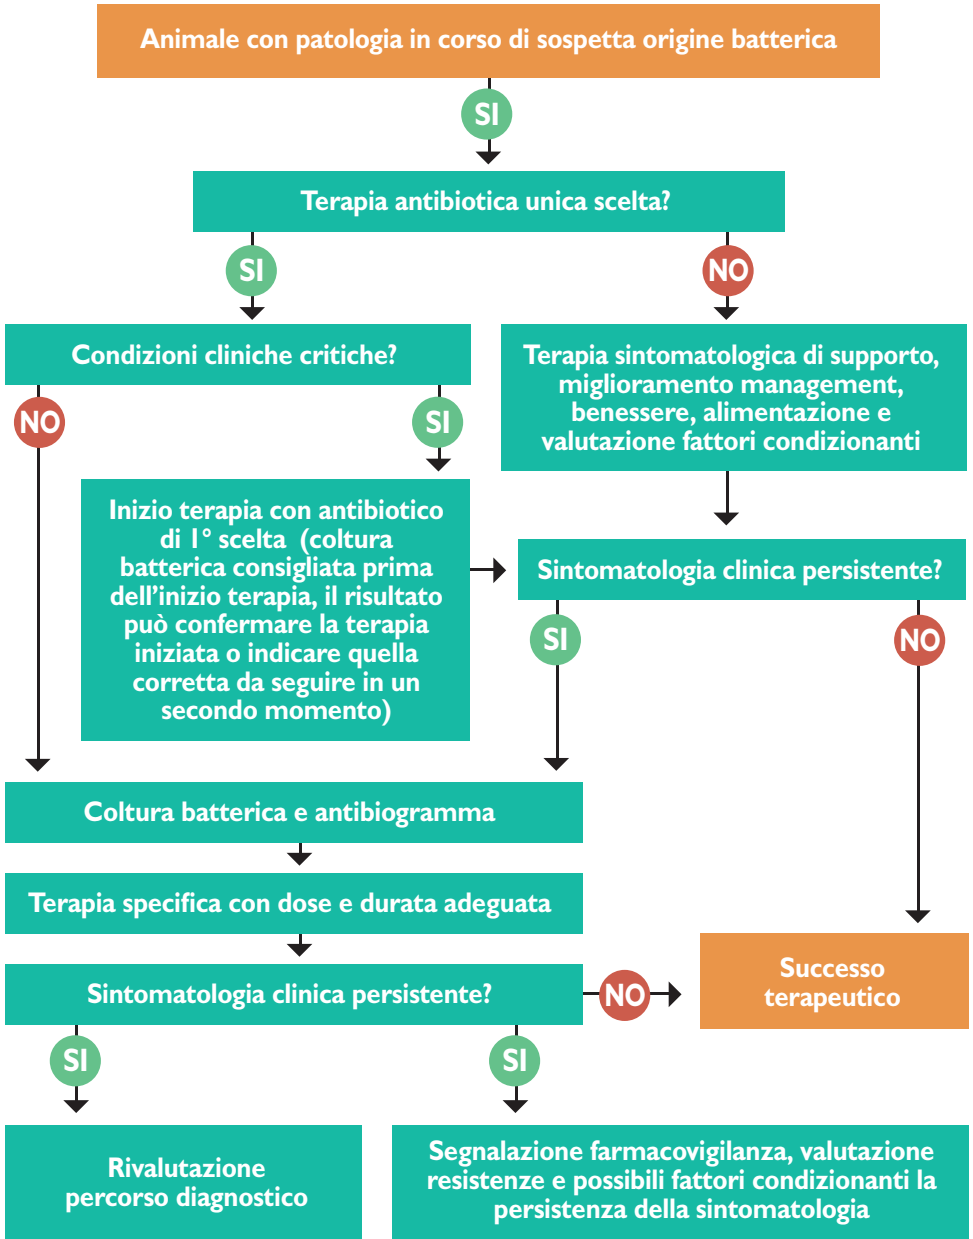 Animale con patologia in corso di sospetta origine batterica
SI
Terapia antibiotica unica scelta?
SI
NO
Condizioni cliniche critiche?
Terapia sintomatologica di supporto,
miglioramento management,
benessere, alimentazione e
valutazione fattori condizionanti
NO
SI
Inizio terapia con antibiotico
di 1° scelta (coltura
batterica consigliata prima
dell’inizio terapia, il risultato
può confermare la terapia
iniziata o indicare quella
corretta da seguire in un
secondo momento)
Sintomatologia clinica persistente?
SI
NO
Coltura batterica e antibiogramma
Terapia specifica con dose e durata adeguata
Sintomatologia clinica persistente?
NO
Successo
terapeutico
SI
SI
Rivalutazione
percorso diagnostico
Segnalazione farmacovigilanza, valutazione
resistenze e possibili fattori condizionanti la
persistenza della sintomatologia